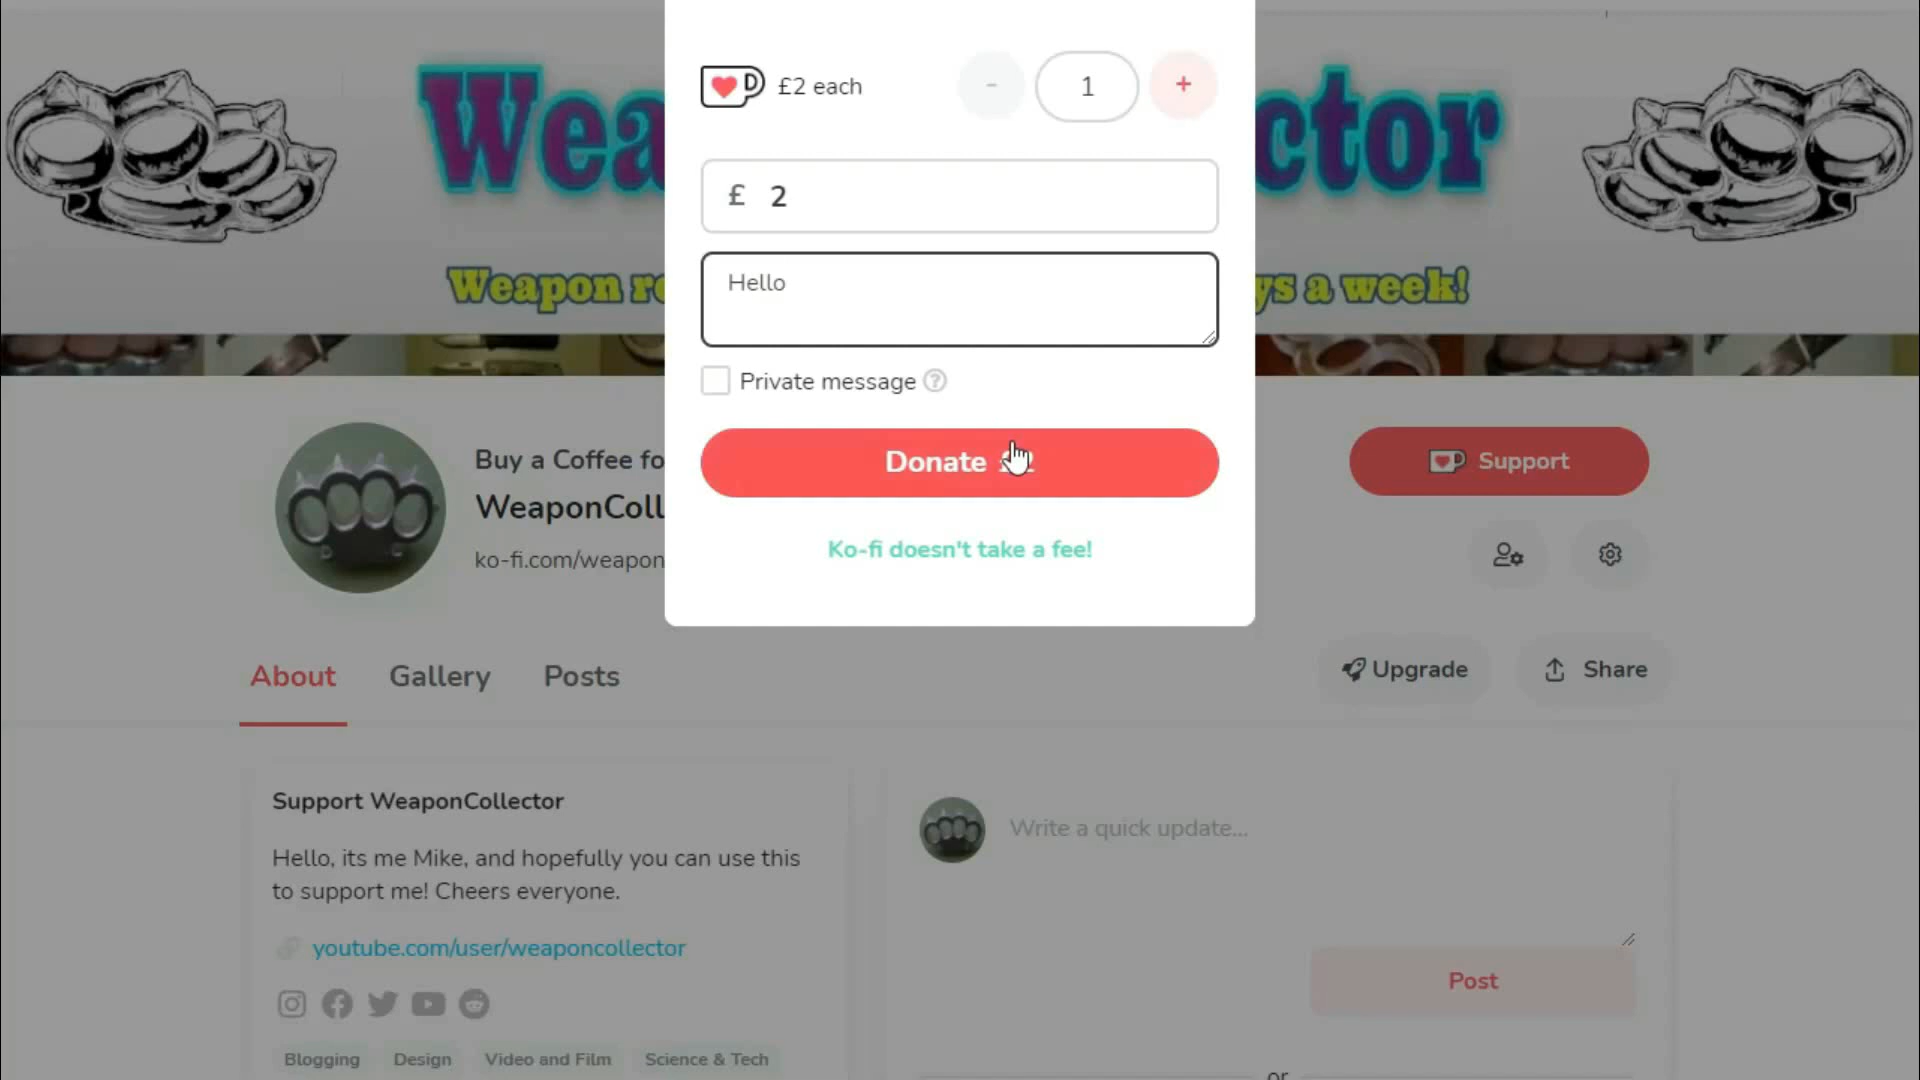 Wea
ctor
Weapon re
ys a week!
£2 each
-
1
+
£ 2
Hello
Private message ?
Donate
Ko-fi doesn't take a fee!
Buy a Coffee fo
WeaponColl
ko-fi.com/weapon
Support
About
Gallery
Posts
Upgrade
Share
Support WeaponCollector
Hello, its me Mike, and hopefully you can use this
to support me! Cheers everyone.
youtube.com/user/weaponcollector
Blogging
Design
Video and Film
Science & Tech
Write a quick update...
Post
or